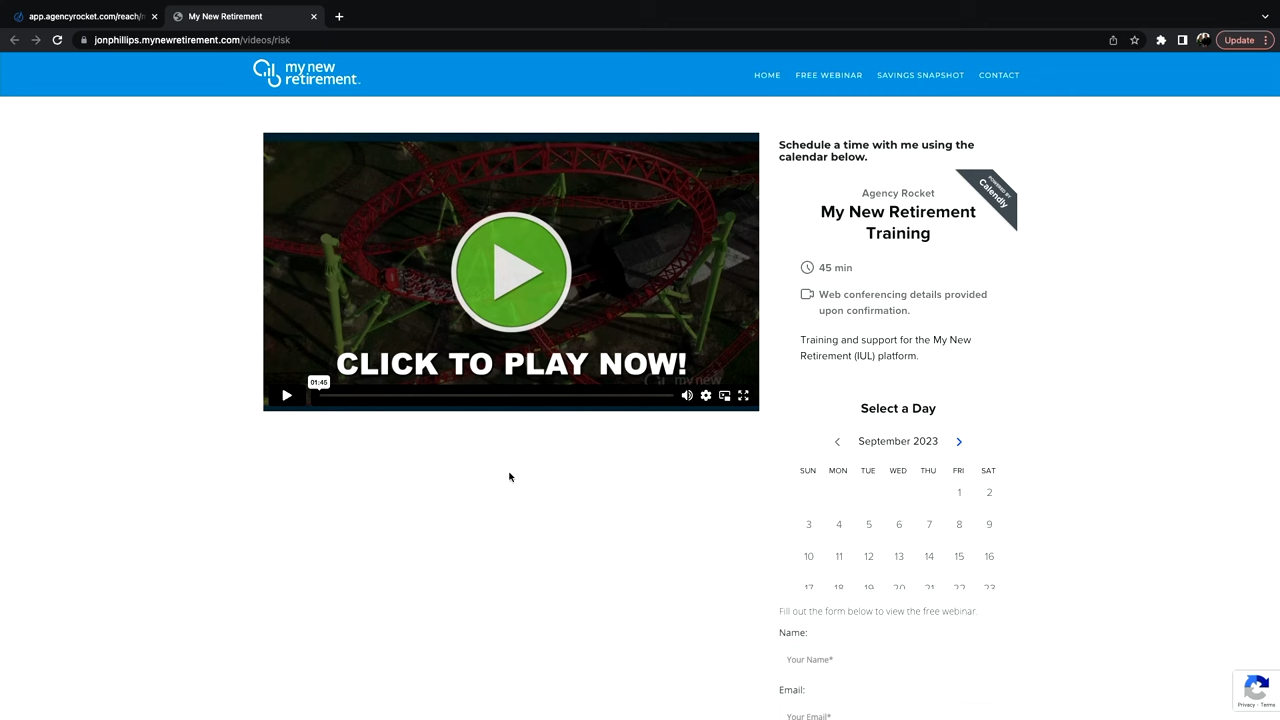 app.agencyrocket.com/reach/
My New Retirement
jonphillips.mynewretirement.com/videos/risk
Update
my new
retirement
HOME
FREE WEBINAR
SAVINGS SNAPSHOT
CONTACT
CLICK TO PLAY NOW!
my new
01:45
Schedule a time with me using the
calendar below.
POWERED BY
Calendly
Agency Rocket
My New Retirement
Training
45 min
Web conferencing details provided
upon confirmation.
Training and support for the My New
Retirement (IUL) platform.
Select a Day
September 2023
SUN MON TUE WED THU FRI SAT
1 2
3 4 5 6 7 8 9
10 11 12 13 14 15 16
17 18 19 20 21 22 23
Fill out the form below to view the free webinar.
Name:
Your Name*
Email:
Your Email*
Privacy - Terms